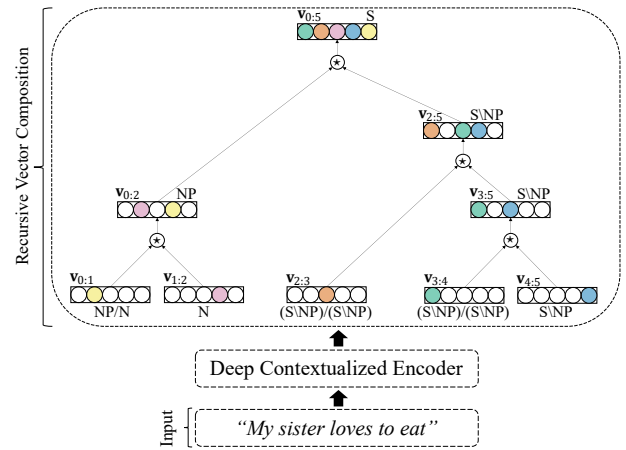 v0:5 S
Recursive Vector Composition
v2:5 S\NP
v0:2 NP
v3:5 S\NP
v0:1 v1:2 v2:3 v3:4 v4:5
NP/N N (S\NP)/(S\NP) (S\NP)/(S\NP) S\NP
Deep Contextualized Encoder
Input
“My sister loves to eat”